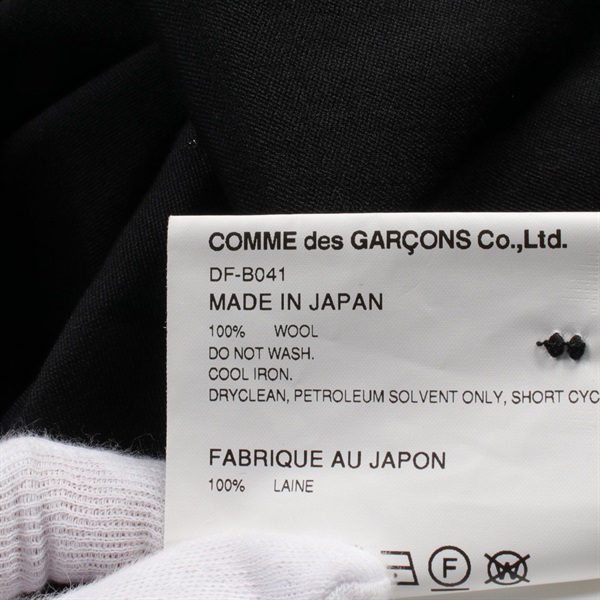 COMME des GARÇONS Co.,Ltd.
DF-B041
MADE IN JAPAN
100% WOOL
DO NOT WASH.
COOL IRON.
DRYCLEAN, PETROLEUM SOLVENT ONLY, SHORT CYC
FABRIQUE AU JAPON
100% LAINE
F
W